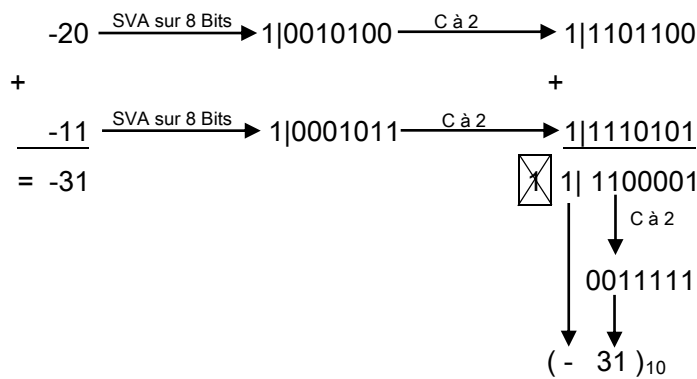 -20 SVA sur 8 Bits 1|0010100 C à 2 1|1101100
+ +
-11 SVA sur 8 Bits 1|0001011 C à 2 1|1110101
= -31 1 1| 1100001
C à 2
0011111
( - 31 )10